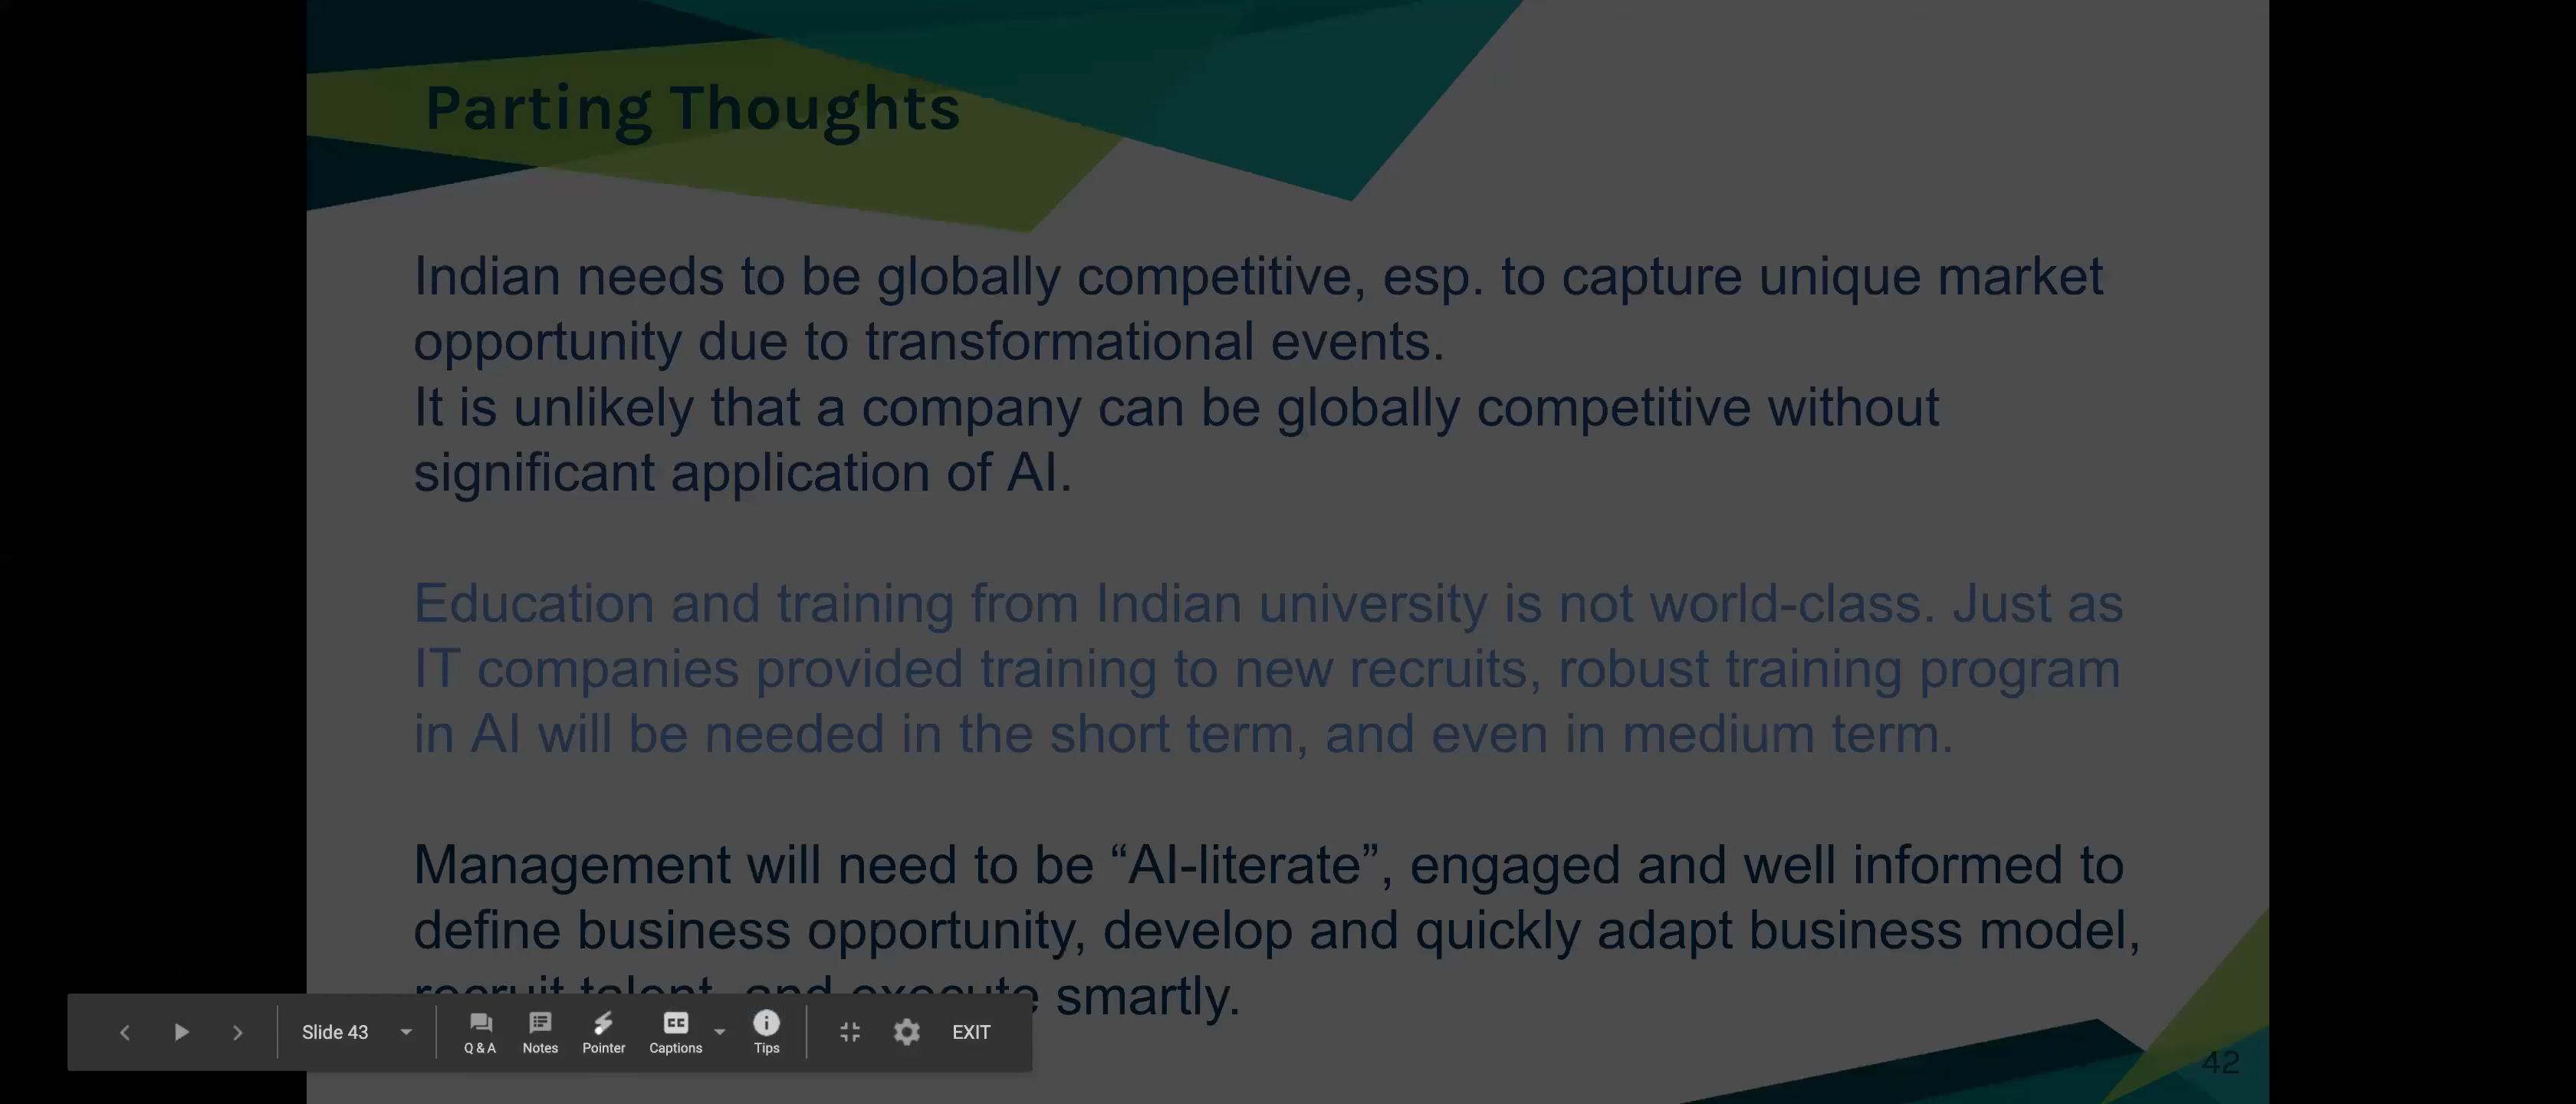 Parting Thoughts
Indian needs to be globally competitive, esp. to capture unique market
opportunity due to transformational events.
It is unlikely that a company can be globally competitive without
significant application of AI.
Education and training from Indian university is not world-class. Just as
IT companies provided training to new recruits, robust training program
in AI will be needed in the short term, and even in medium term.
Management will need to be “AI-literate”, engaged and well informed to
define business opportunity, develop and quickly adapt business model,
recruit talent, and execute smartly.
Slide 43
Q & A
Notes
Pointer
CC
Captions
Tips
EXIT
42